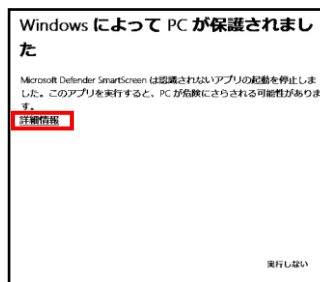 Windows によって PC が保護されまし
た
Microsoft Defender SmartScreen は認識されないアプリの起動を停止しま
した。このアプリを実行すると、PC が危険にさらされる可能性がありま
す。
詳細情報
実行しない